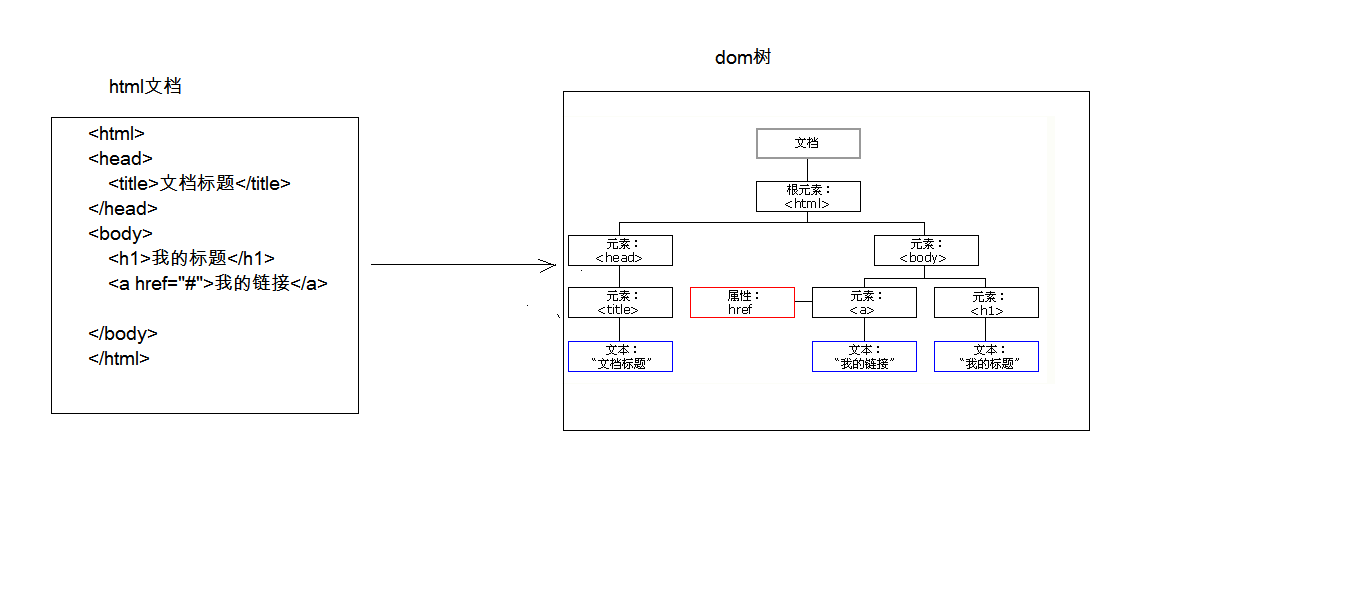 dom树
html文档
<html>
<head>
<title>文档标题</title>
</head>
<body>
<h1>我的标题</h1>
<a href="#">我的链接</a>
</body>
</html>
文档
根元素：
<html>
元素：
<head>
元素：
<body>
元素：
<title>
属性：
href
元素：
<a>
元素：
<h1>
文本：
“文档标题”
文本：
“我的链接”
文本：
“我的标题”